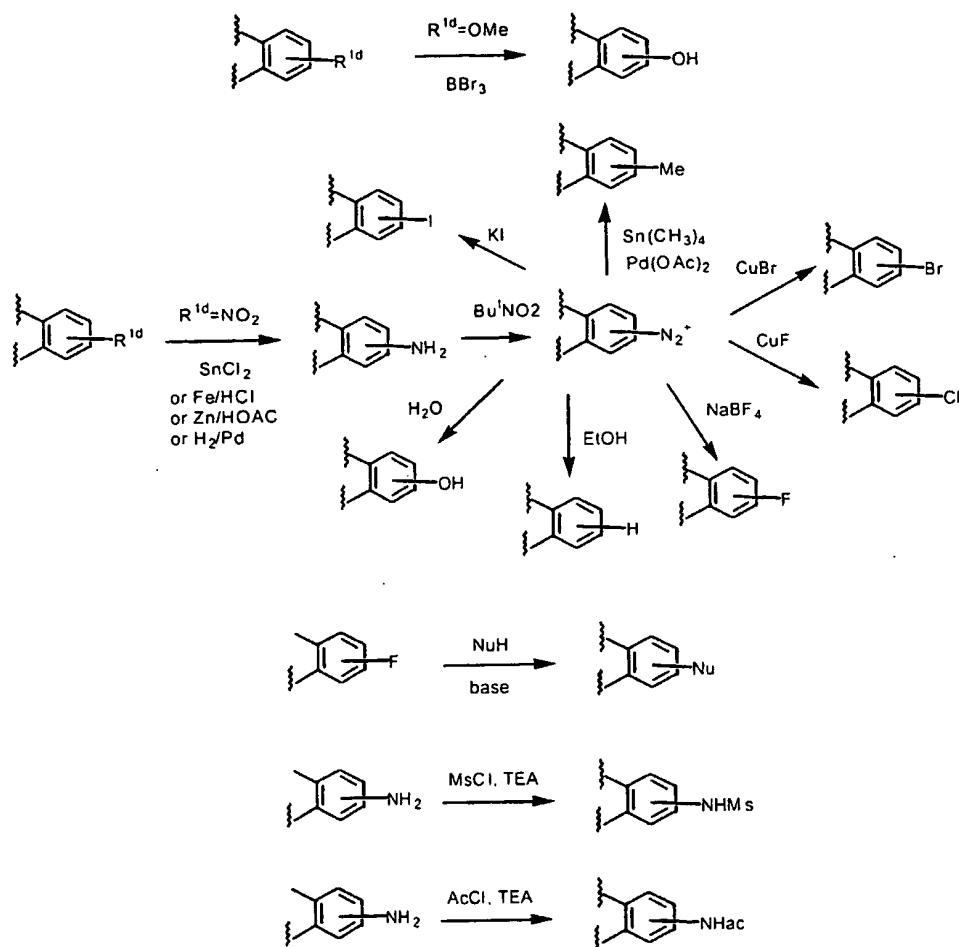 R1d=OMe
R1d
BBr3
OH
Me
I
KI
Sn(CH3)4
Pd(OAc)2
CuBr
Br
R1d=NO2
R1d
SnCl2
or Fe/HCl
or Zn/HOAC
or H2/Pd
NH2
ButNO2
N2+
CuF
Cl
H2O
OH
EtOH
H
NaBF4
F
F
NuH
base
Nu
NH2
MsCl, TEA
NHMs
NH2
AcCl, TEA
NHac